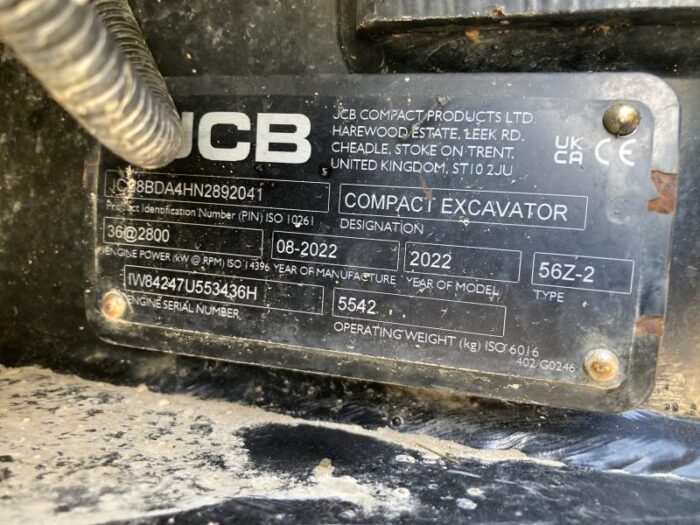 JCB
JCB COMPACT PRODUCTS LTD
HAREWOOD ESTATE, LEEK RD,
CHEADLE, STOKE ON TRENT,
UNITED KINGDOM, ST10 2JU
UK
CA CE
Product Identification Number (PIN) ISO 10261
COMPACT EXCAVATOR
DESIGNATION
36@2800
ENGINE POWER (kW @ RPM) ISO 14396
08-2022
YEAR OF MANUFACTURE
2022
YEAR OF MODEL
56Z-2
TYPE
IW84247U553436H
ENGINE SERIAL NUMBER
5542
OPERATING WEIGHT (kg) ISO 6016
402/G0246